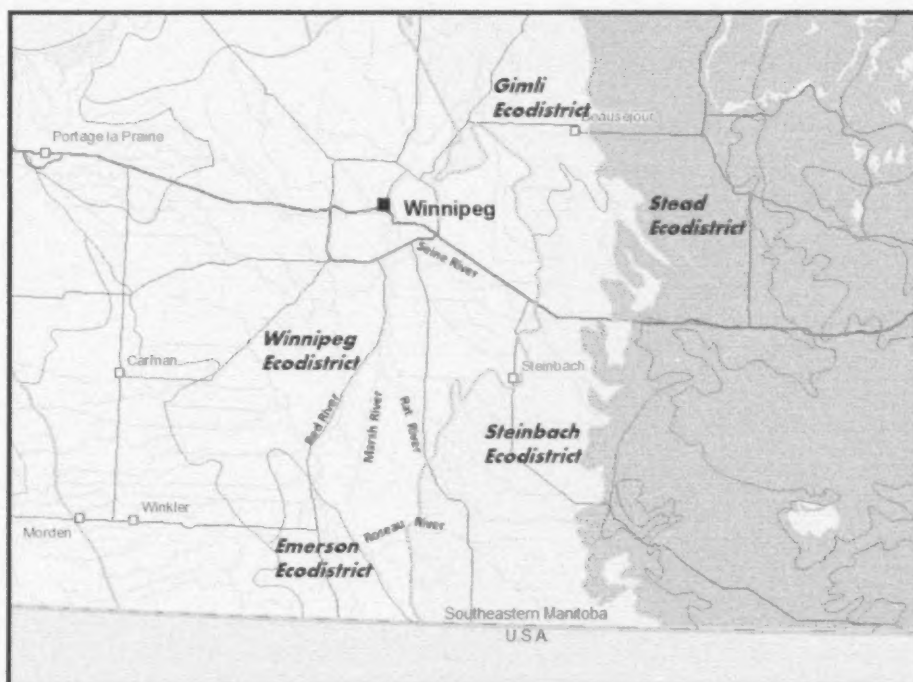 Gimli
Ecodistrict
Beausejour
Portage la Prairie
Stead
Ecodistrict
Winnipeg
Seine River
Winnipeg
Ecodistrict
Carman
Steinbach
Red River
Marsh River
Rat River
Steinbach
Ecodistrict
Winkler
Morden
Roseau River
Emerson
Ecodistrict
Southeastern Manitoba
U.S.A.